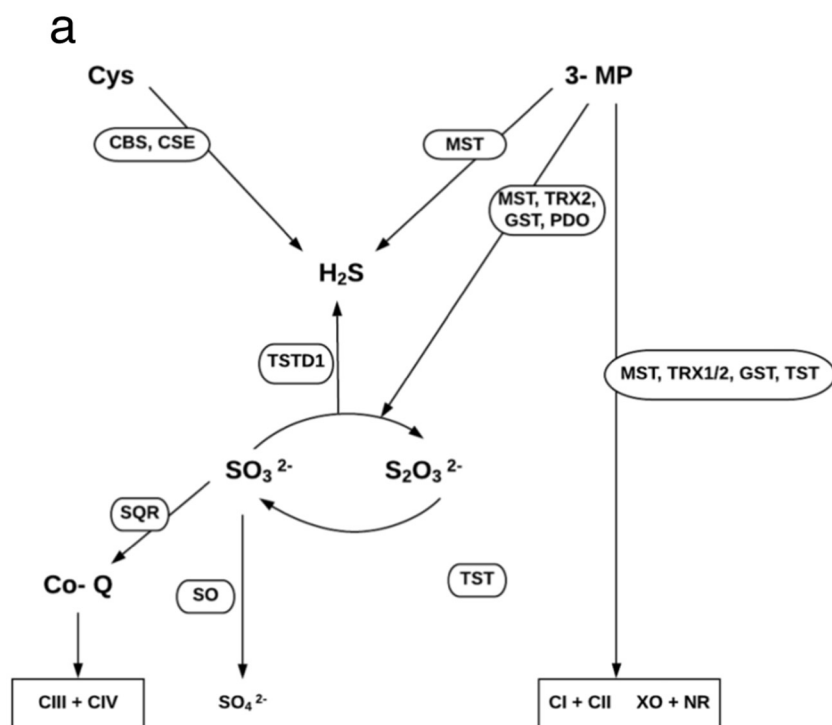 a
Cys
3- MP
CBS, CSE
MST
MST, TRX2,
GST, PDO
H₂S
TSTD1
MST, TRX1/2, GST, TST
SO₃ ²⁻
S₂O₃ ²⁻
SQR
Co- Q
SO
TST
CIII + CIV
SO₄ ²⁻
CI + CII XO + NR